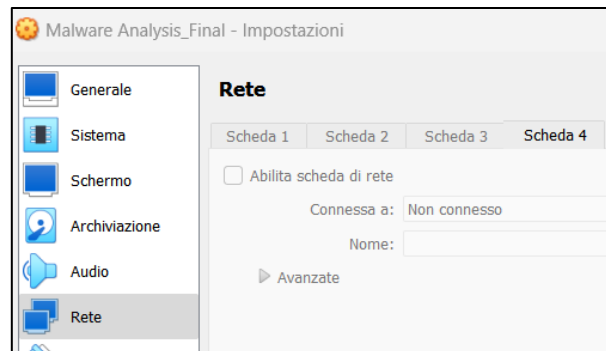 Malware Analysis_Final - Impostazioni
Generale
Sistema
Schermo
Archiviazione
Audio
Rete
Rete
Scheda 1 Scheda 2 Scheda 3 Scheda 4
Abilita scheda di rete
Connessa a: Non connesso
Nome:
Avanzate